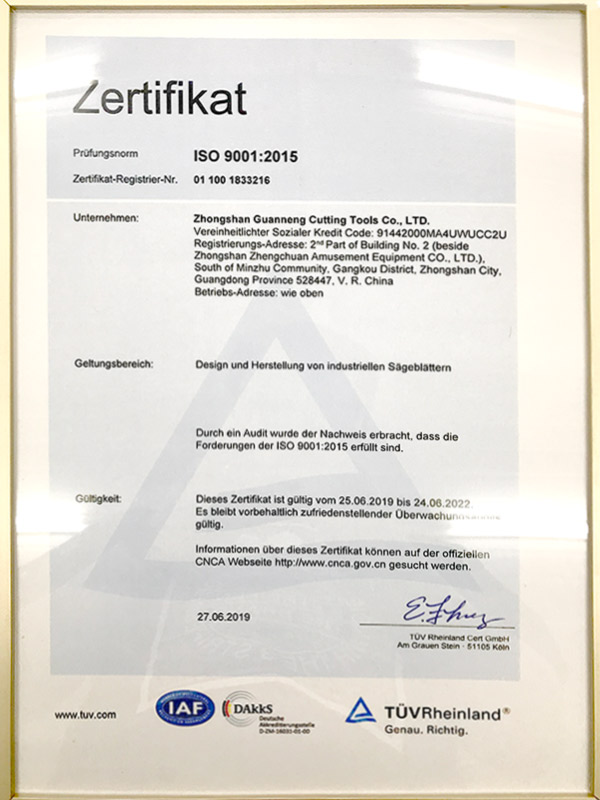 Zertifikat
Prüfungsnorm ISO 9001:2015
Zertifikat-Registrier-Nr. 01 100 1833216
Unternehmen: Zhongshan Guanneng Cutting Tools Co., LTD.
Vereinheitlichter Sozialer Kredit Code: 91442000MA4UWUCC2U
Registrierungs-Adresse: 2nd Part of Building No. 2 (beside
Zhongshan Zhengchuan Amusement Equipment CO., LTD.),
South of Minzhu Community, Gangkou District, Zhongshan City,
Guangdong Province 528447, V. R. China
Betriebs-Adresse: wie oben
Geltungsbereich: Design und Herstellung von industriellen Sägeblättern
Durch ein Audit wurde der Nachweis erbracht, dass die
Forderungen der ISO 9001:2015 erfüllt sind.
Gültigkeit: Dieses Zertifikat ist gültig vom 25.06.2019 bis 24.06.2022.
Es bleibt vorbehaltlich zufriedenstellender Überwachungsaudits
gültig.
Informationen über dieses Zertifikat können auf der offiziellen
CNCA Webseite http://www.cnca.gov.cn gesucht werden.
27.06.2019
TÜV Rheinland Cert GmbH
Am Grauen Stein · 51105 Köln
www.tuv.com
IAF
DAkkS
Deutsche
Akkreditierungsstelle
D-ZM-16031-01-00
TÜVRheinland®
Genau. Richtig.